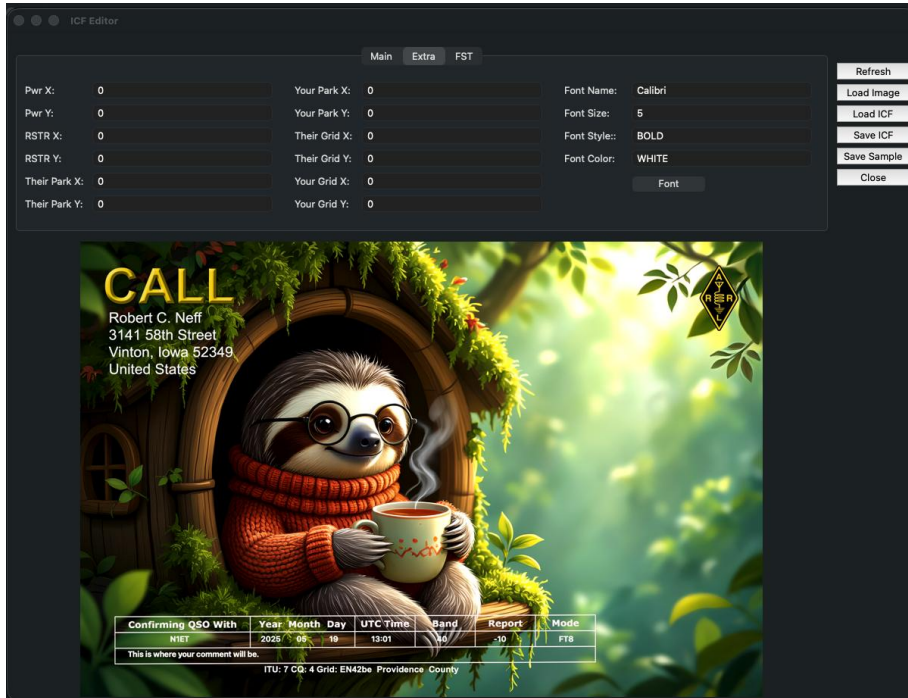 ICF Editor
Main Extra FST
Pwr X: 0 Your Park X: 0 Font Name: Calibri
Pwr Y: 0 Your Park Y: 0 Font Size: 5
RSTR X: 0 Their Grid X: 0 Font Style:: BOLD
RSTR Y: 0 Their Grid Y: 0 Font Color: WHITE
Their Park X: 0 Your Grid X: 0 Font
Their Park Y: 0 Your Grid Y: 0
Refresh
Load Image
Load ICF
Save ICF
Save Sample
Close
CALL
Robert C. Neff
3141 58th Street
Vinton, Iowa 52349
United States
A
R R
L
Confirming QSO With Year Month Day UTC Time Band Report Mode
N1ET 2025 05 19 13:01 40 -10 FT8
This is where your comment will be.
ITU: 7 CQ: 4 Grid: EN42be Providence County